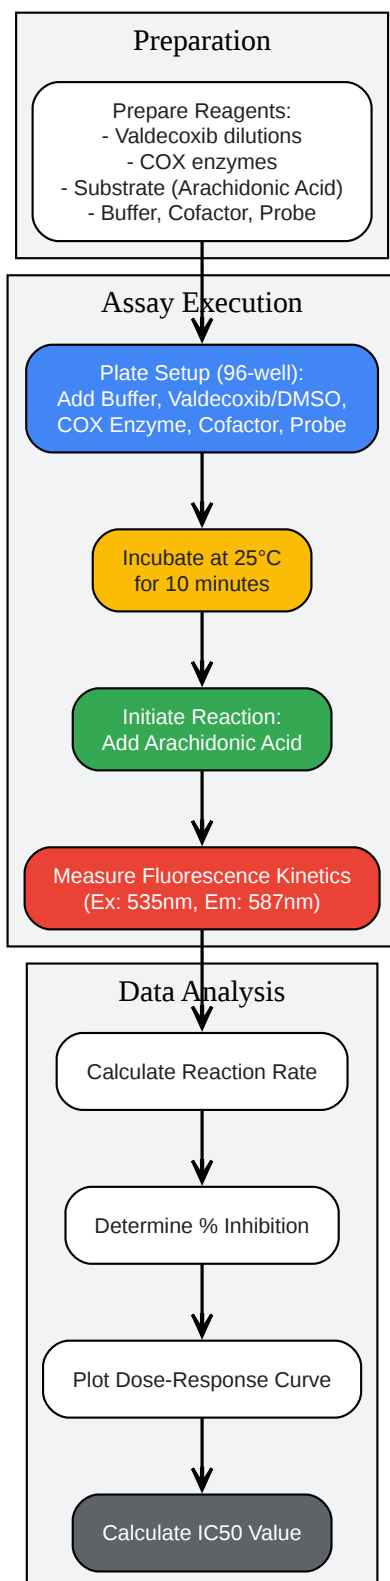 Preparation
Prepare Reagents:
- Valdecoxib dilutions
- COX enzymes
- Substrate (Arachidonic Acid)
- Buffer, Cofactor, Probe
Assay Execution
Plate Setup (96-well):
Add Buffer, Valdecoxib/DMSO,
COX Enzyme, Cofactor, Probe
Incubate at 25°C
for 10 minutes
Initiate Reaction:
Add Arachidonic Acid
Measure Fluorescence Kinetics
(Ex: 535nm, Em: 587nm)
Data Analysis
Calculate Reaction Rate
Determine % Inhibition
Plot Dose-Response Curve
Calculate IC50 Value